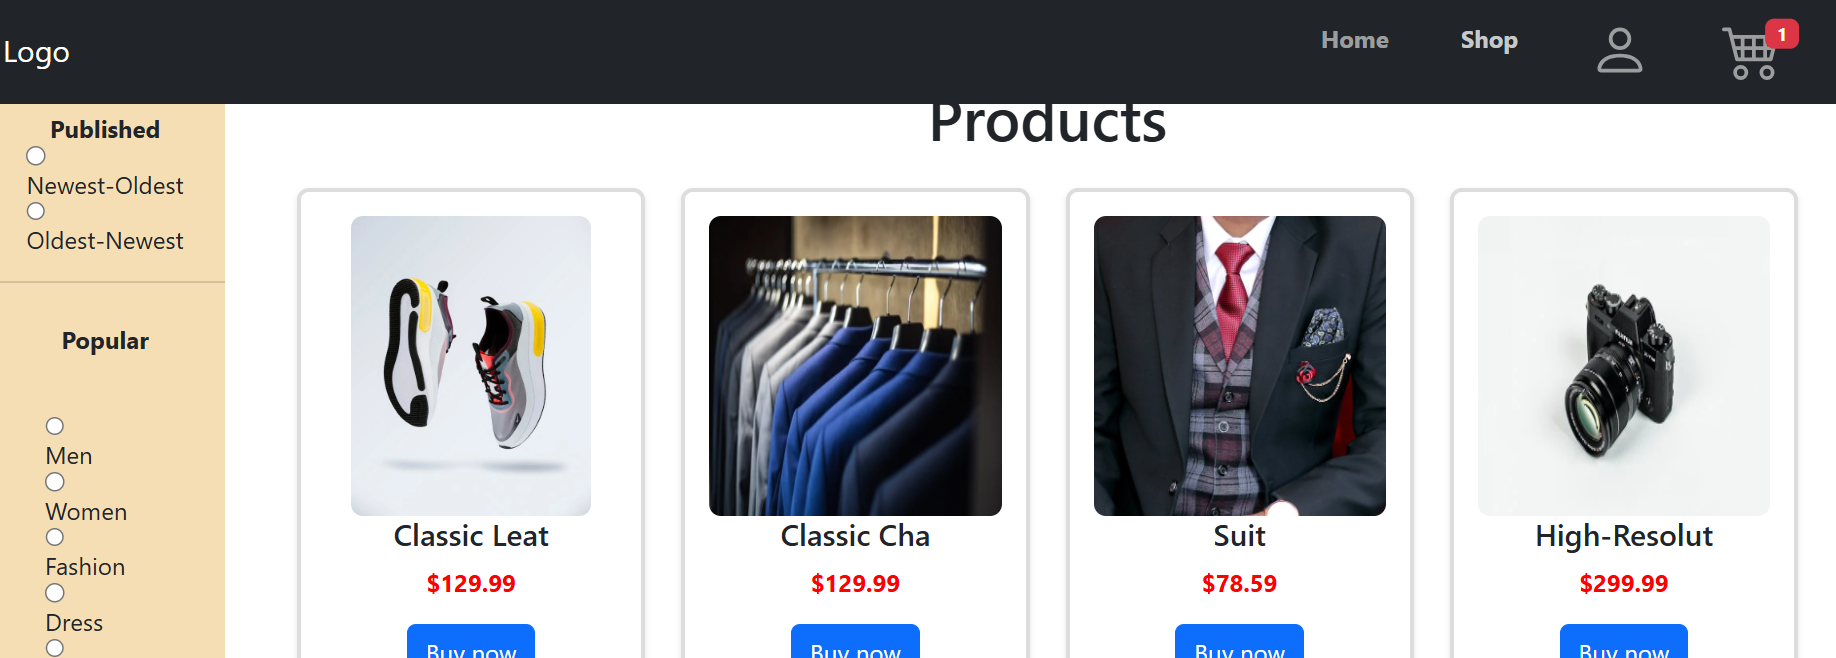 Logo
Home
Shop
1
Published
Newest-Oldest
Oldest-Newest
Popular
Men
Women
Fashion
Dress
Products
Classic Leat
$129.99
Buy now
Classic Cha
$129.99
Buy now
Suit
$78.59
Buy now
High-Resolut
$299.99
Buy now